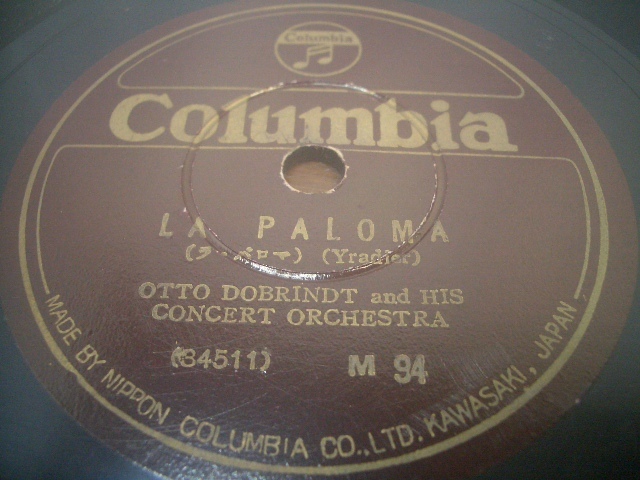 Columbia
Columbia
LA PALOMA
(Yradier)
OTTO DOBRINDT and HIS
CONCERT ORCHESTRA
(34511) M 94
MADE BY NIPPON COLUMBIA CO., LTD. KAWASAKI, JAPAN